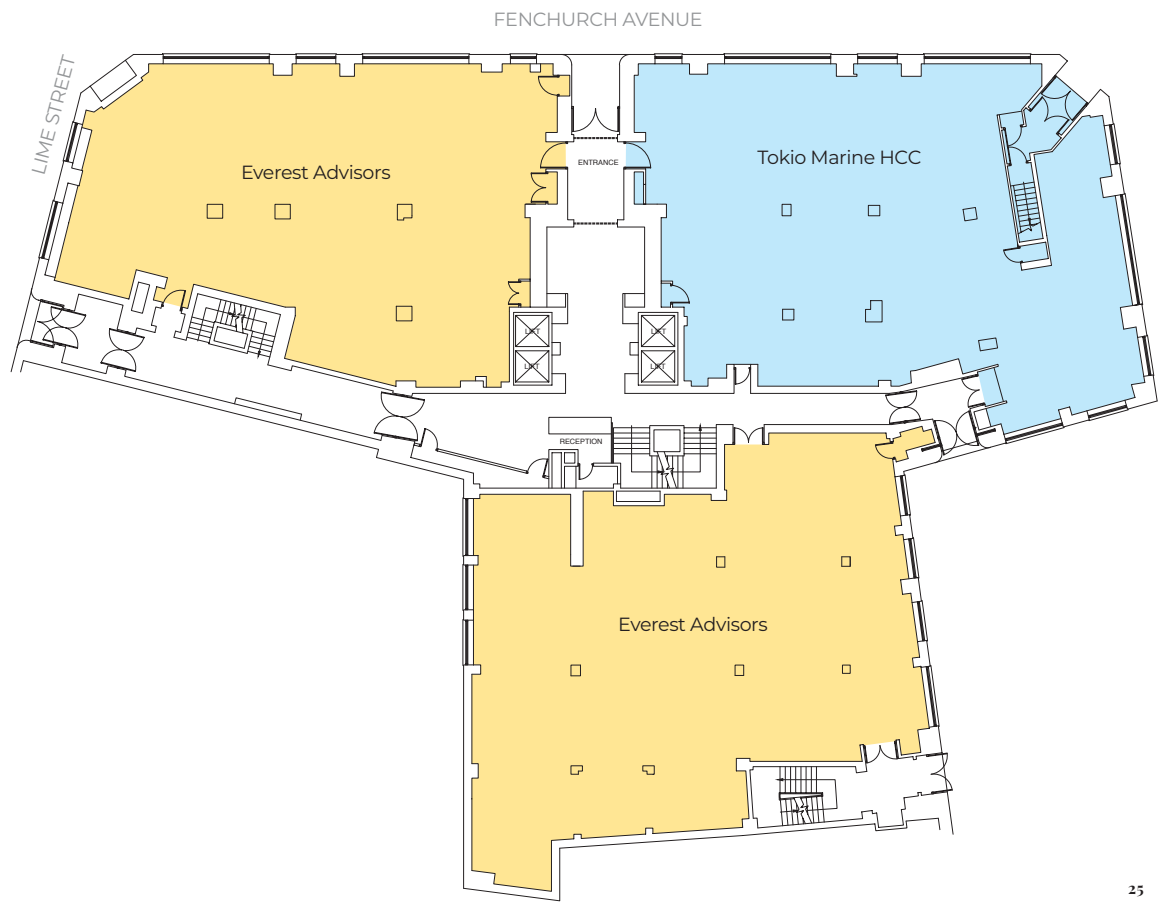 FENCHURCH AVENUE
LIME STREET
Everest Advisors
ENTRANCE
Tokio Marine HCC
LIFT
LIFT
LIFT
LIFT
RECEPTION
Everest Advisors
25